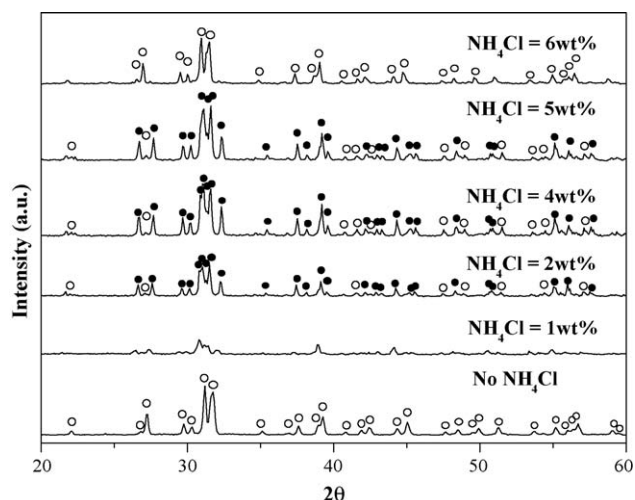 NH₄Cl = 6wt%
NH₄Cl = 5wt%
NH₄Cl = 4wt%
NH₄Cl = 2wt%
NH₄Cl = 1wt%
No NH₄Cl
Intensity (a.u.)
20 30 40 50 60
2θ